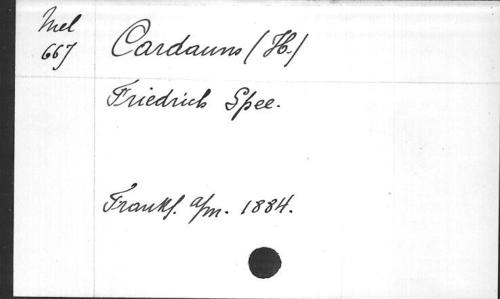 Mel
667
Cardauns (H.)
Friedrich Spee.
Frankf. a/m. 1884.